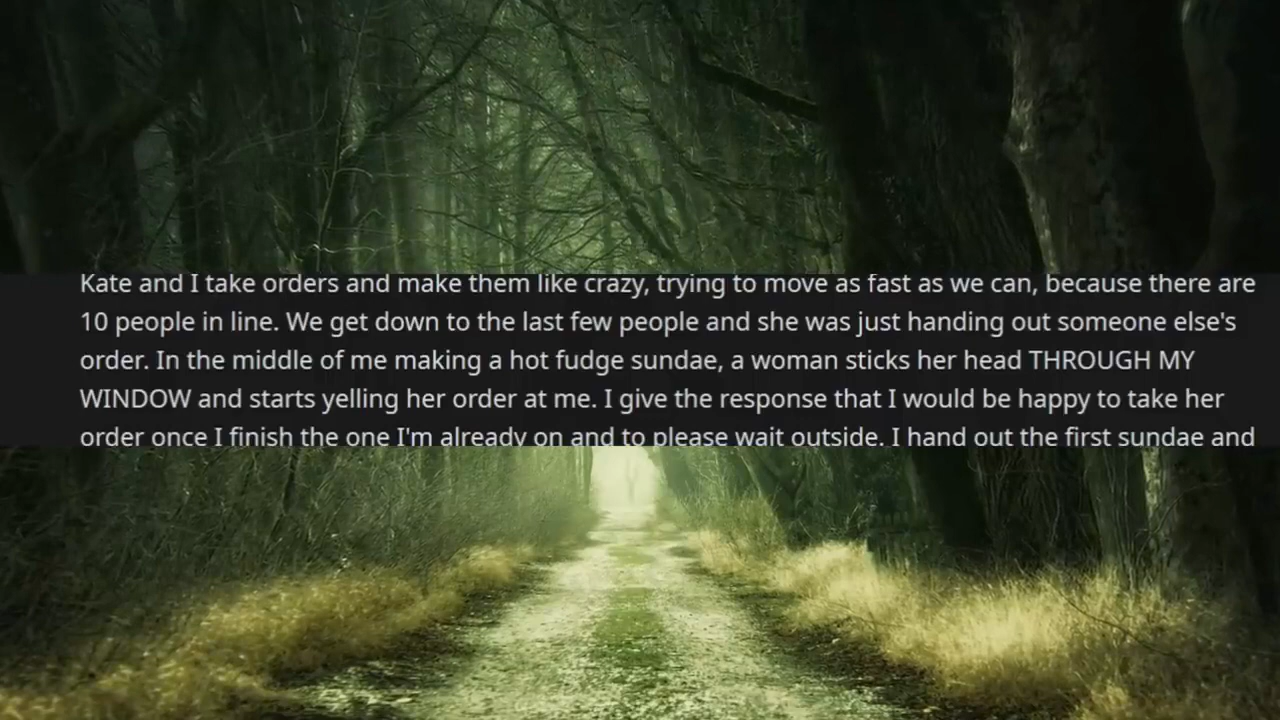 Kate and I take orders and make them like crazy, trying to move as fast as we can, because there are
10 people in line. We get down to the last few people and she was just handing out someone else's
order. In the middle of me making a hot fudge sundae, a woman sticks her head THROUGH MY
WINDOW and starts yelling her order at me. I give the response that I would be happy to take her
order once I finish the one I'm already on and to please wait outside. I hand out the first sundae and